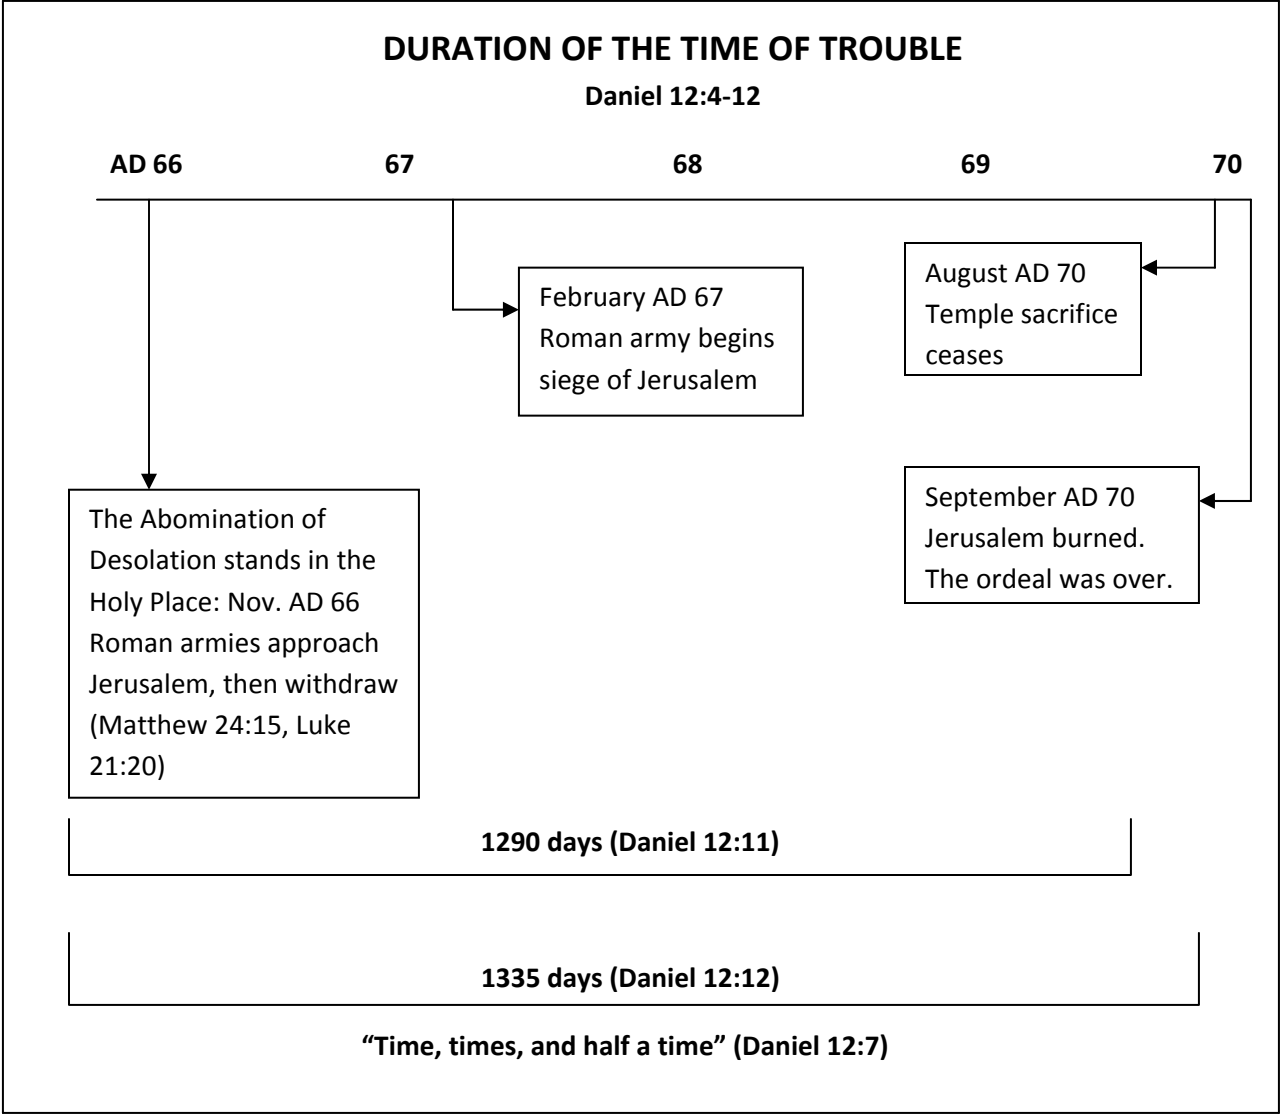 DURATION OF THE TIME OF TROUBLE
Daniel 12:4-12
AD 66 67 68 69 70
February AD 67
Roman army begins
siege of Jerusalem
August AD 70
Temple sacrifice
ceases
The Abomination of
Desolation stands in the
Holy Place: Nov. AD 66
Roman armies approach
Jerusalem, then withdraw
(Matthew 24:15, Luke
21:20)
September AD 70
Jerusalem burned.
The ordeal was over.
1290 days (Daniel 12:11)
1335 days (Daniel 12:12)
“Time, times, and half a time” (Daniel 12:7)